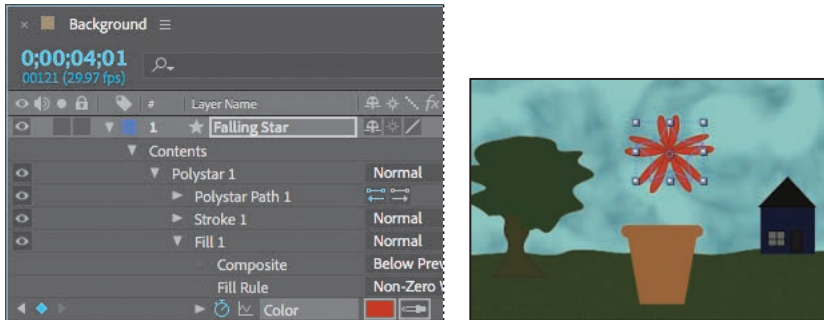 × Background
0;00;04;01
00121 (29.97 fps)
# Layer Name fx
1 Falling Star
Contents
Polystar 1 Normal
Polystar Path 1
Stroke 1 Normal
Fill 1 Normal
Composite Below Prev
Fill Rule Non-Zero
Color